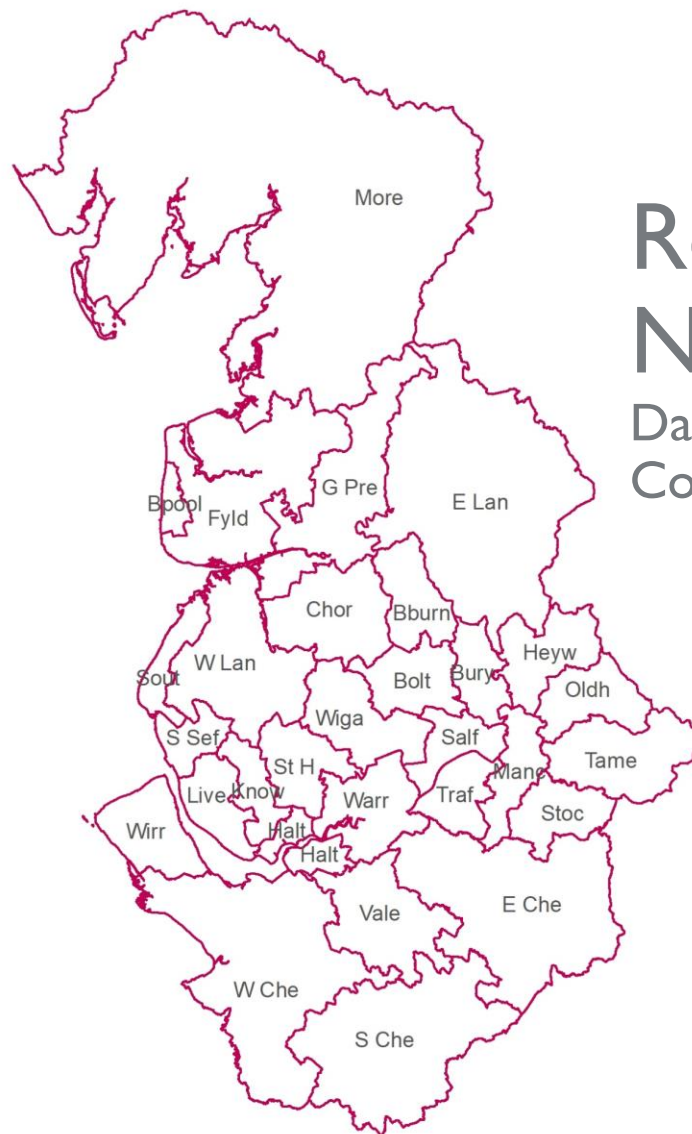 More
G Pre
E Lan
Bpool
Fyld
Chor
Bburn
W Lan
Bolt
Bury
Heyw
Sout
Oldh
Wiga
S Sef
Salf
St H
Manc
Tame
Live
Know
Warr
Traf
Stoc
Wirr
Halt
Halt
Vale
E Che
W Che
S Che